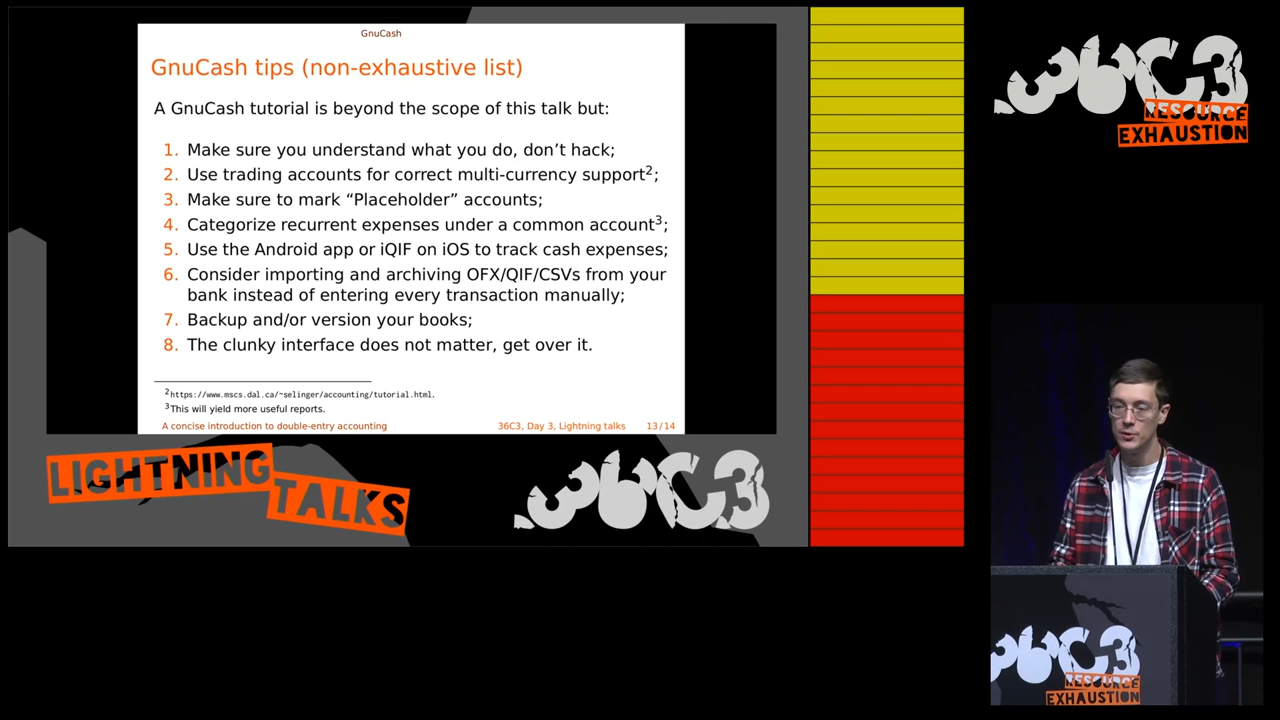 GnuCash
GnuCash tips (non-exhaustive list)
A GnuCash tutorial is beyond the scope of this talk but:
1. Make sure you understand what you do, don’t hack;
2. Use trading accounts for correct multi-currency support2;
3. Make sure to mark “Placeholder” accounts;
4. Categorize recurrent expenses under a common account3;
5. Use the Android app or iQIF on iOS to track cash expenses;
6. Consider importing and archiving OFX/QIF/CSVs from your
bank instead of entering every transaction manually;
7. Backup and/or version your books;
8. The clunky interface does not matter, get over it.
2https://www.mscs.dal.ca/~selinger/accounting/tutorial.html.
3This will yield more useful reports.
A concise introduction to double-entry accounting 36C3, Day 3, Lightning talks 13/14
LIGHTNING
TALKS
36C3
36C3
RESOURCE
EXHAUSTION
36C3
RESOURCE
EXHAUSTION